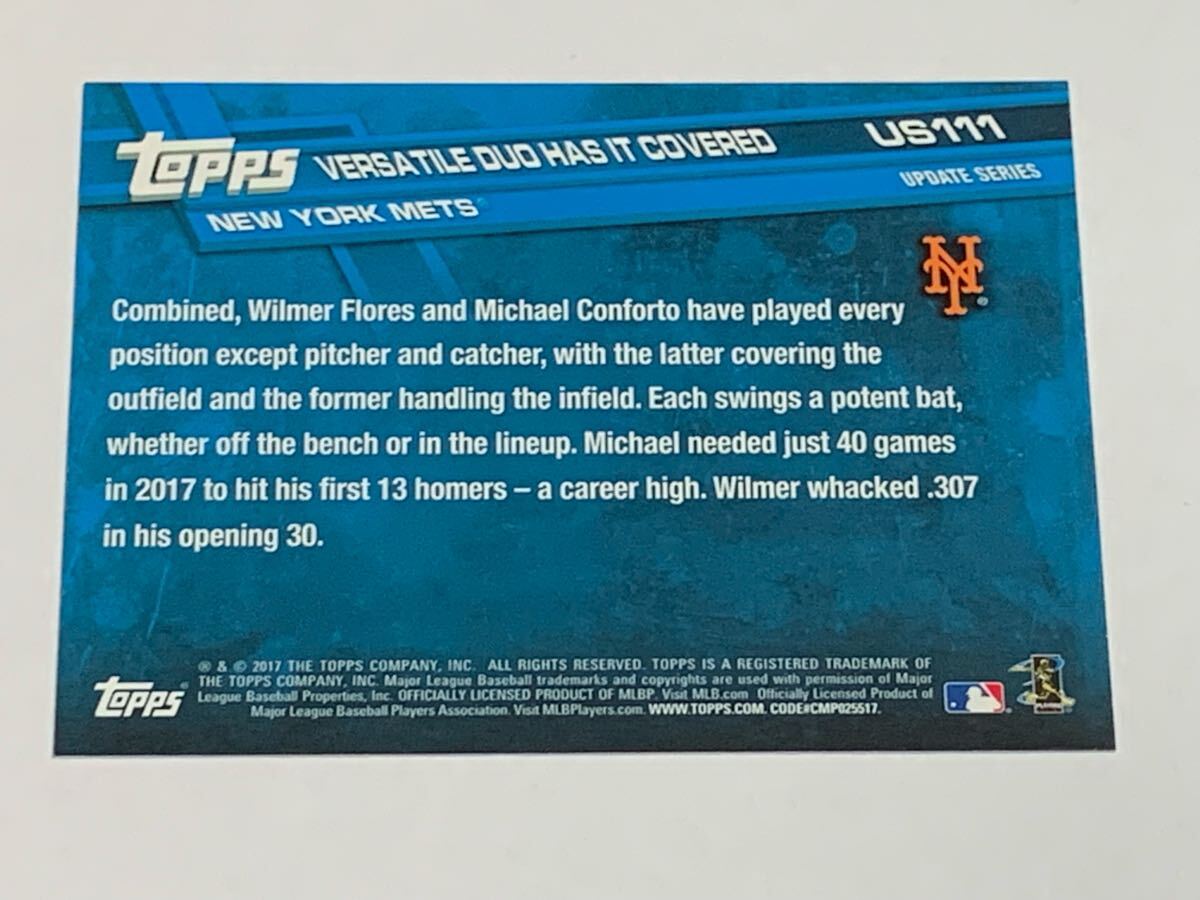 TOPPS VERSATILE DUO HAS IT COVERED US111
NEW YORK METS UPDATE SERIES
NY
Combined, Wilmer Flores and Michael Conforto have played every
position except pitcher and catcher, with the latter covering the
outfield and the former handling the infield. Each swings a potent bat,
whether off the bench or in the lineup. Michael needed just 40 games
in 2017 to hit his first 13 homers – a career high. Wilmer whacked .307
in his opening 30.
® & © 2017 THE TOPPS COMPANY, INC. ALL RIGHTS RESERVED. TOPPS IS A REGISTERED TRADEMARK OF
THE TOPPS COMPANY, INC. Major League Baseball trademarks and copyrights are used with permission of Major
League Baseball Properties, Inc. OFFICIALLY LICENSED PRODUCT OF MLBP. Visit MLB.com Officially Licensed Product of
Major League Baseball Players Association. Visit MLBPlayers.com. WWW.TOPPS.COM. CODE#CMP025517.
TOPPS
PLAYERS